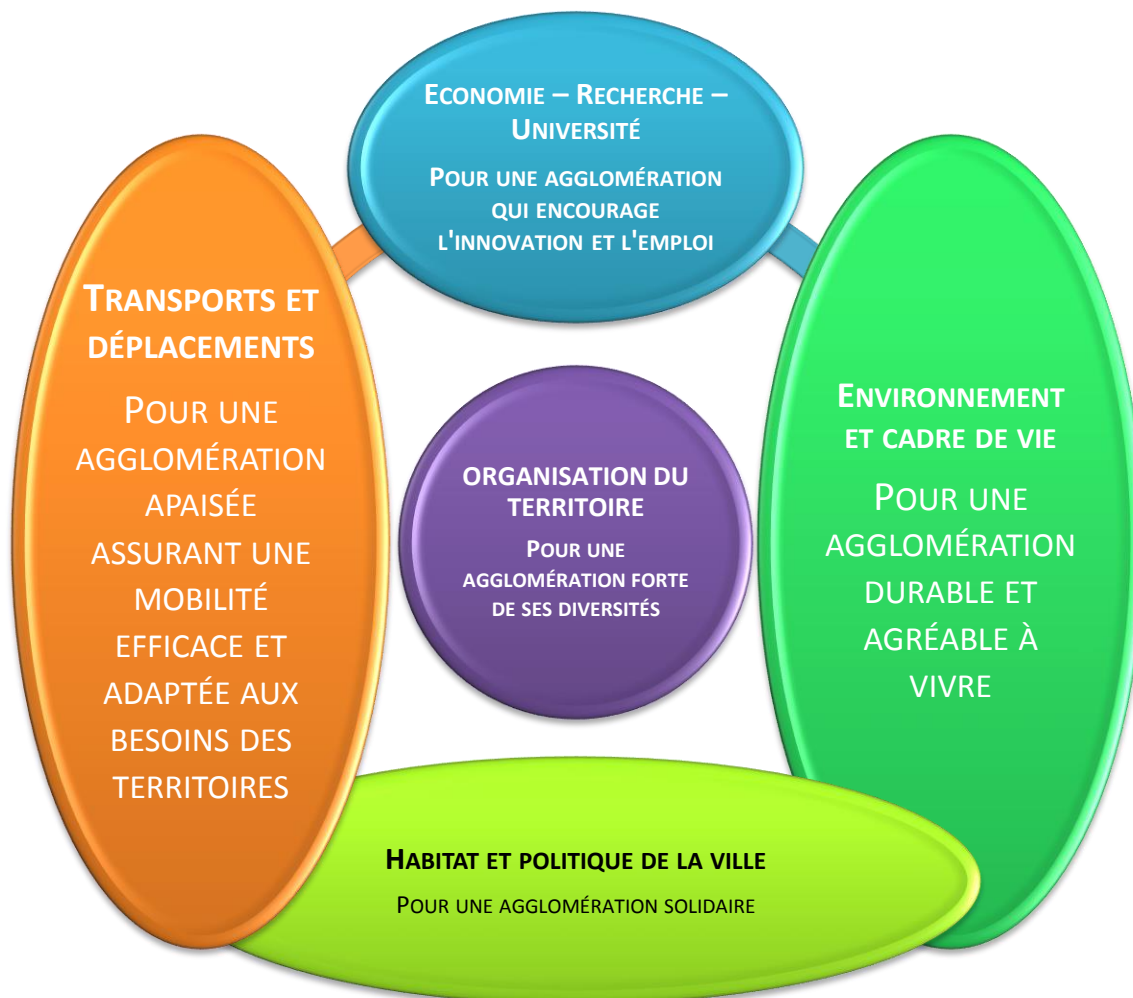 ECONOMIE – RECHERCHE –
UNIVERSITÉ
POUR UNE AGGLOMÉRATION
QUI ENCOURAGE
L'INNOVATION ET L'EMPLOI
TRANSPORTS ET
DÉPLACEMENTS
POUR UNE
AGGLOMÉRATION
APAISÉE
ASSURANT UNE
MOBILITÉ
EFFICACE ET
ADAPTÉE AUX
BESOINS DES
TERRITOIRES
ORGANISATION DU
TERRITOIRE
POUR UNE
AGGLOMÉRATION FORTE
DE SES DIVERSITÉS
ENVIRONNEMENT
ET CADRE DE VIE
POUR UNE
AGGLOMÉRATION
DURABLE ET
AGRÉABLE À
VIVRE
HABITAT ET POLITIQUE DE LA VILLE
POUR UNE AGGLOMÉRATION SOLIDAIRE